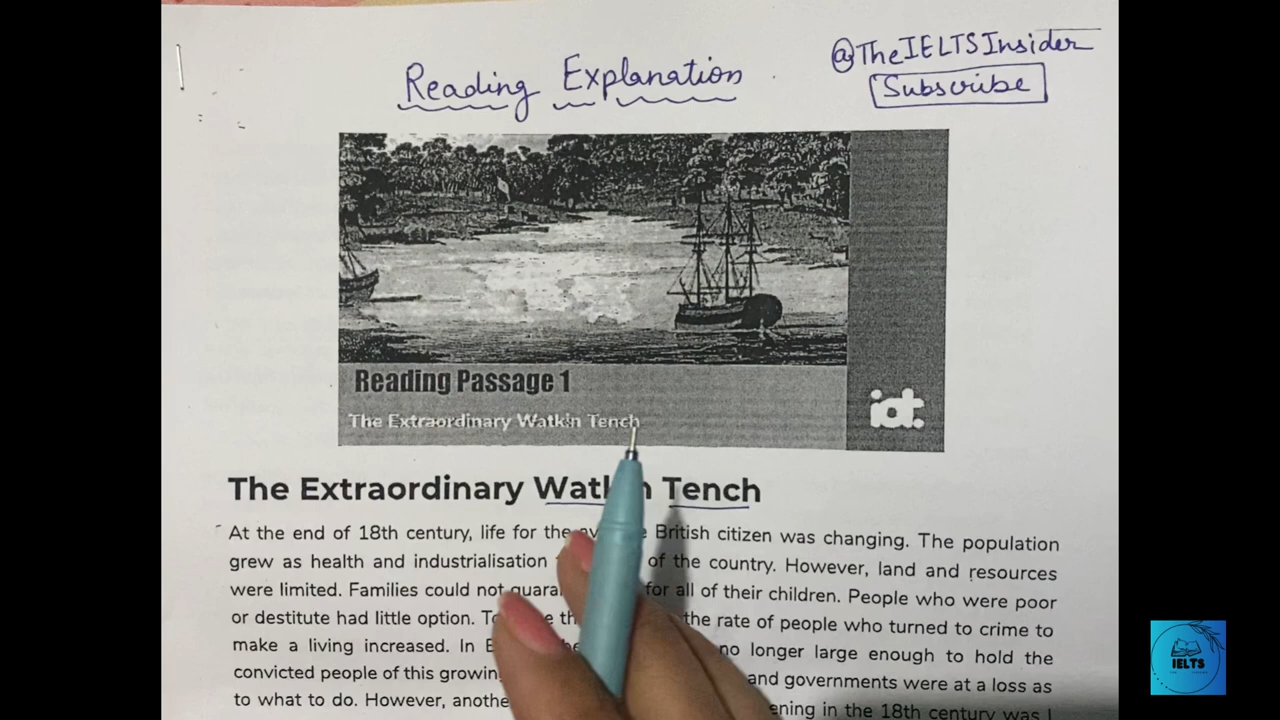 Reading Explanation
@TheIELTSInsider
Subscribe
Reading Passage 1
The Extraordinary Watkin Tench
iot.
The Extraordinary Watkin Tench
At the end of 18th century, life for the British citizen was changing. The population
grew as health and industrialisation of the country. However, land and resources
were limited. Families could not for all of their children. People who were poor
or destitute had little option. the rate of people who turned to crime to
make a living increased. In no longer large enough to hold the
convicted people of this growing and governments were at a loss as
to what to do. However, another in the 18th century was
IELTS